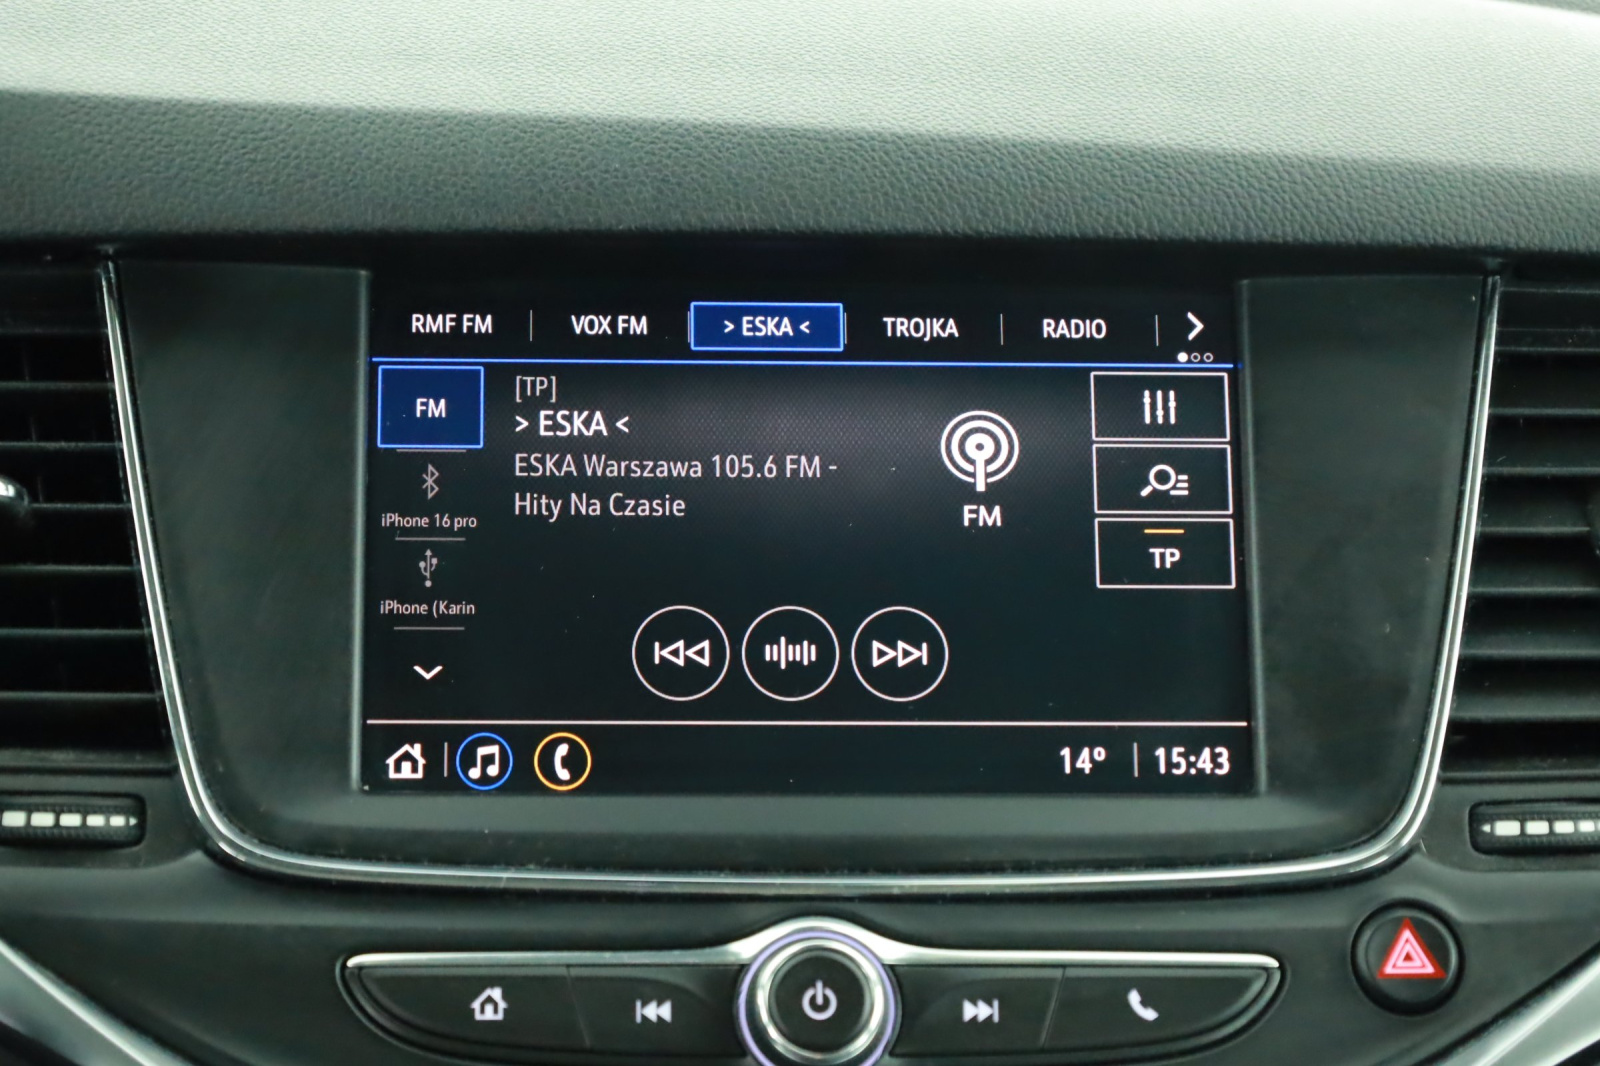 RMF FM
VOX FM
> ESKA <
TROJKA
RADIO
FM
[TP]
> ESKA <
ESKA Warszawa 105.6 FM -
Hity Na Czasie
FM
iPhone 16 pro
TP
iPhone (Karin
14°
15:43